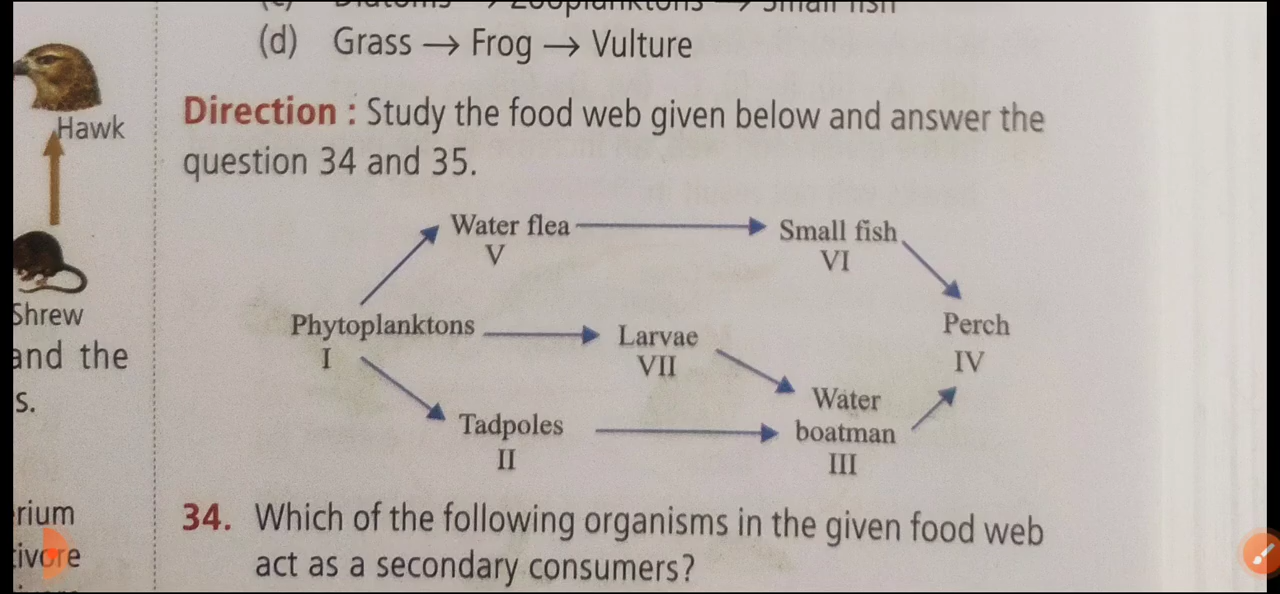 (d) Grass → Frog → Vulture
Hawk
Direction : Study the food web given below and answer the
question 34 and 35.
Water flea
V
Small fish
VI
Shrew
and the
s.
Phytoplanktons
I
Larvae
VII
Perch
IV
Tadpoles
II
Water
boatman
III
rium
34. Which of the following organisms in the given food web
act as a secondary consumers?